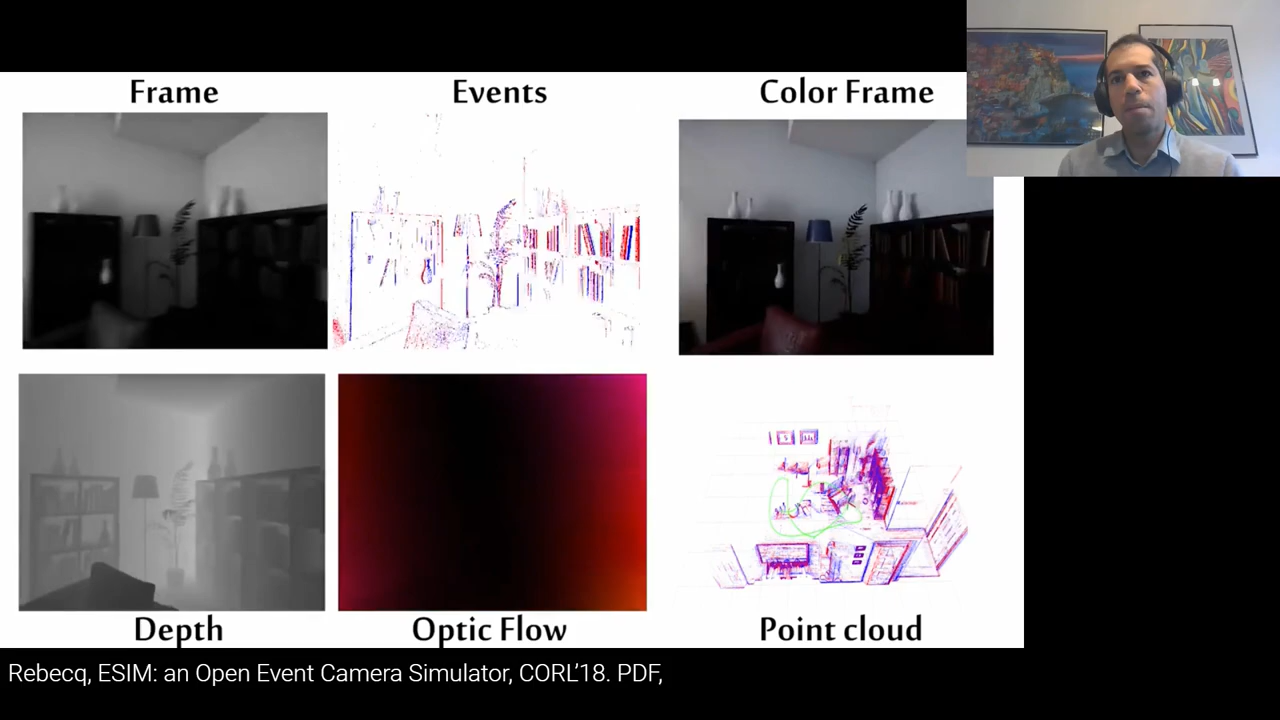 Frame
Events
Color Frame
Depth
Optic Flow
Point cloud
Rebecq, ESIM: an Open Event Camera Simulator, CORL’18. PDF,